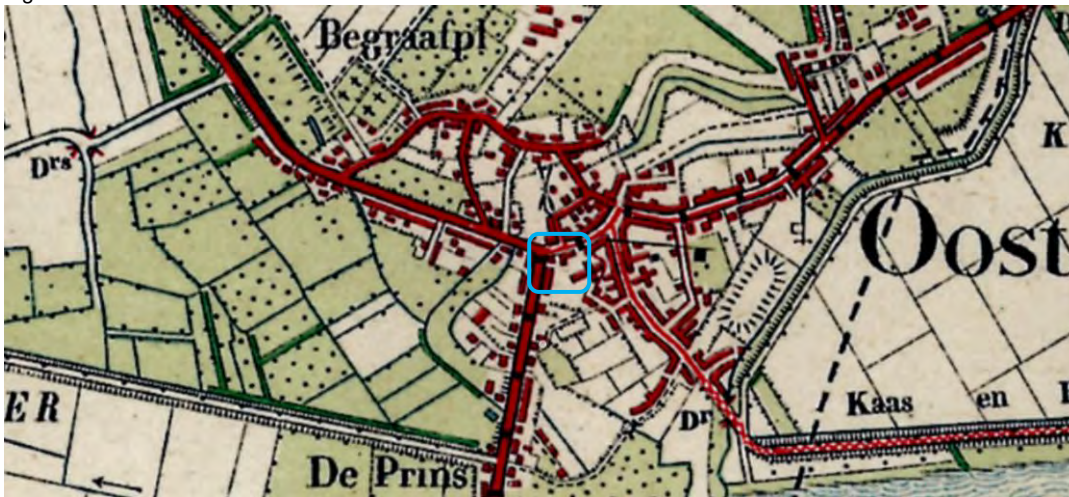 Begraafpl.
Drs
K
Oost
Kaas en
ER
Dr
De Prins